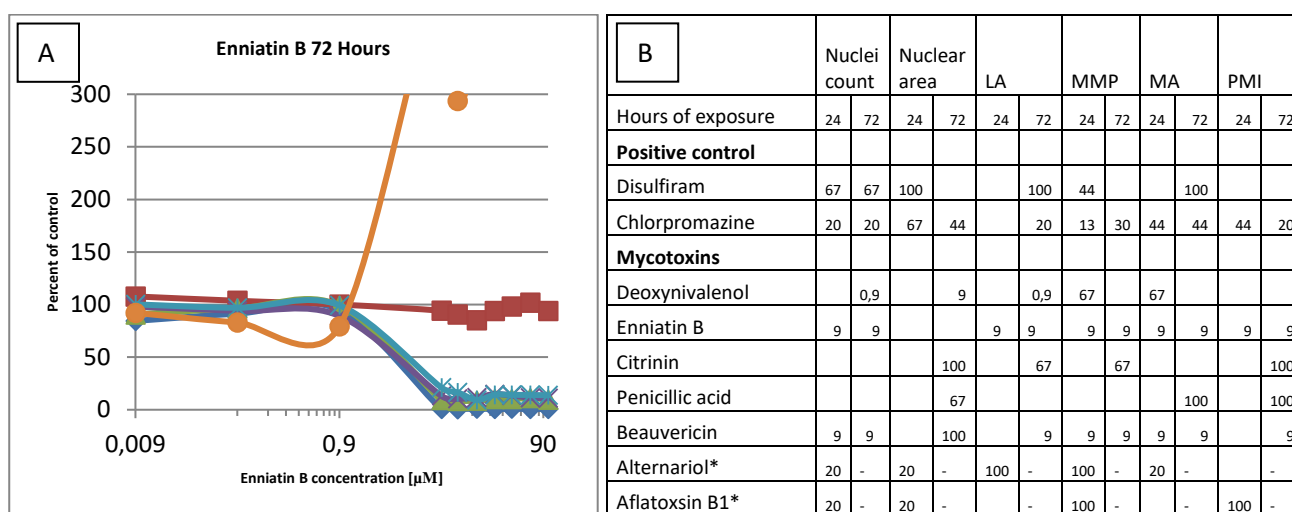 A
Enniatin B 72 Hours
300
250
200
150
100
50
0
Percent of control
0,009 0,9 90
Enniatin B concentration [µM]
B Nuclei count Nuclear area LA MMP MA PMI
Hours of exposure 24 72 24 72 24 72 24 72 24 72 24 72
Positive control
Disulfiram 67 67 100 100 44 100
Chlorpromazine 20 20 67 44 20 13 30 44 44 44 20
Mycotoxins
Deoxynivalenol 0,9 9 0,9 67 67
Enniatin B 9 9 9 9 9 9 9 9 9 9
Citrinin 100 67 67 100
Penicillic acid 67 100 100
Beauvericin 9 9 100 9 9 9 9 9 9
Alternariol* 20 - 20 - 100 - 100 - 20 - -
Aflatoxsin B1* 20 - 20 - - 100 - - 100 -